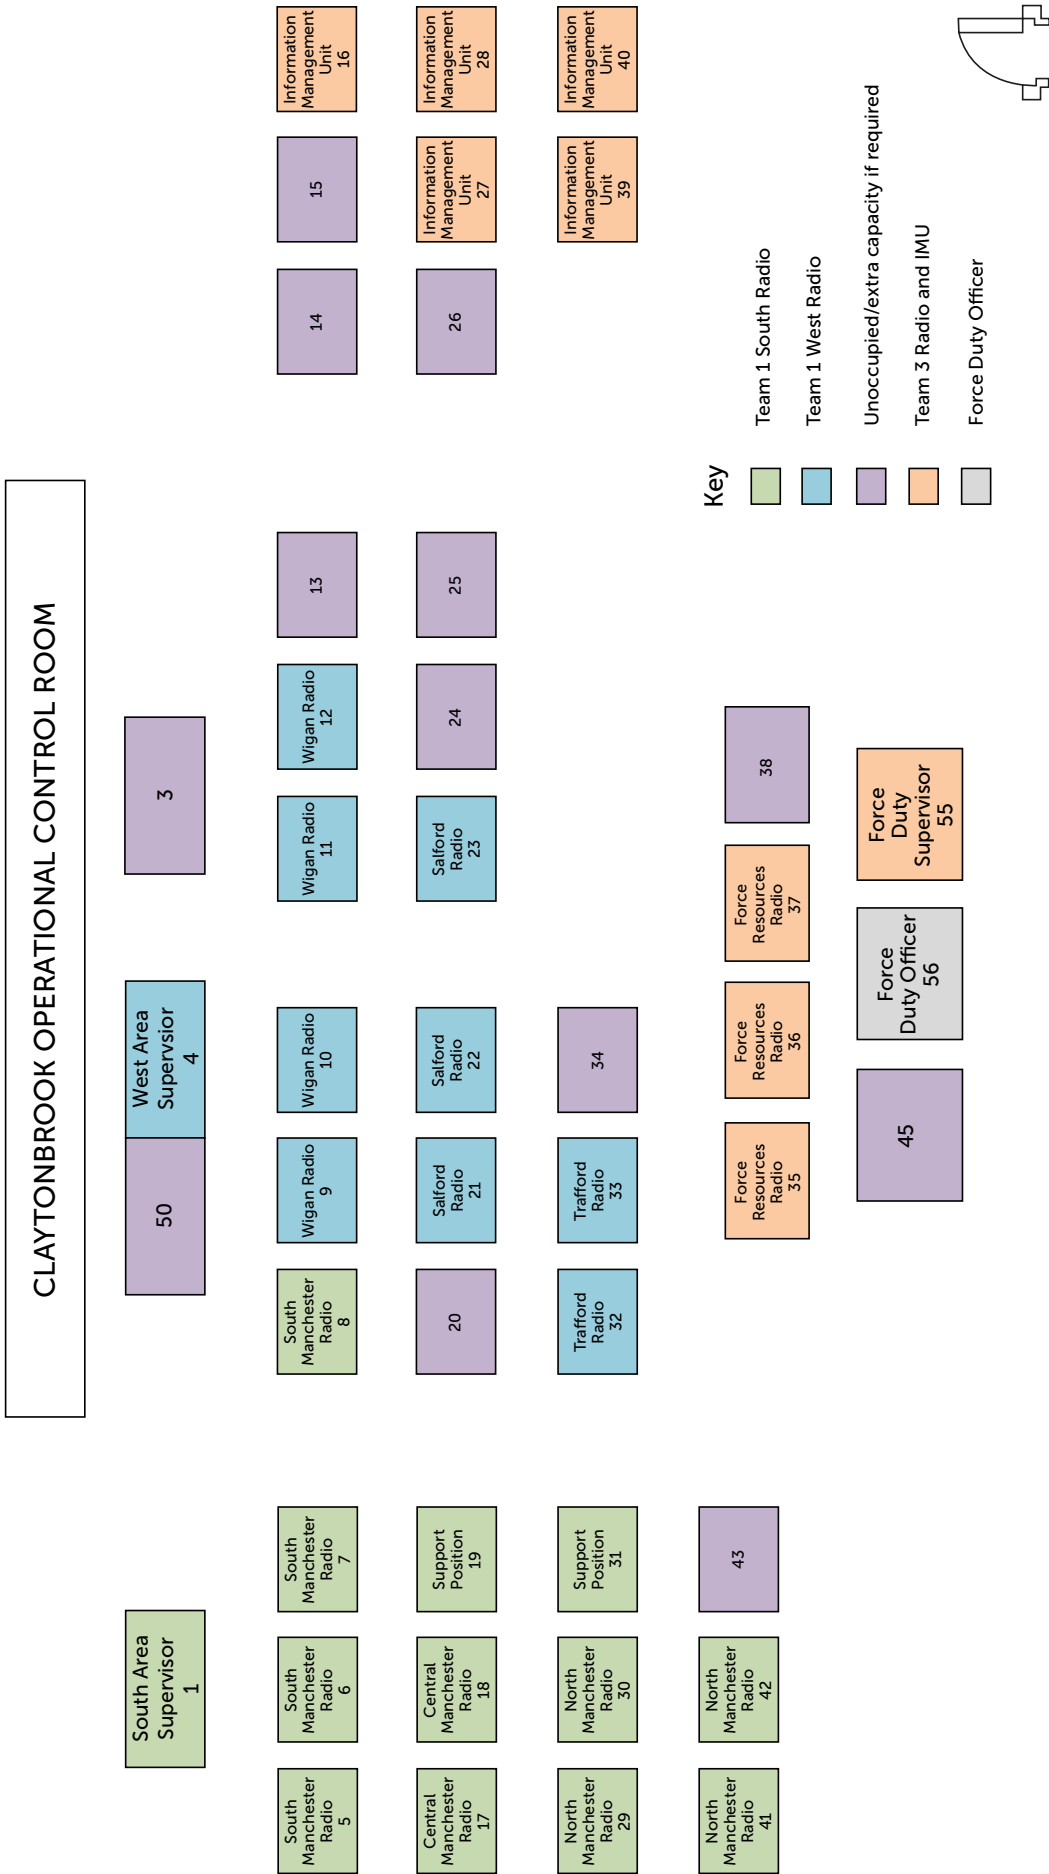 CLAYTONBROOK OPERATIONAL CONTROL ROOM
South Area
Supervisor
1
50
West Area
Supervsior
4
3
South
Manchester
Radio
5
South
Manchester
Radio
6
South
Manchester
Radio
7
South
Manchester
Radio
8
Wigan Radio
9
Wigan Radio
10
Wigan Radio
11
Wigan Radio
12
13
14
15
Information
Management
Unit
16
Central
Manchester
Radio
17
Central
Manchester
Radio
18
Support
Position
19
20
Salford
Radio
21
Salford
Radio
22
Salford
Radio
23
24
25
26
Information
Management
Unit
27
Information
Management
Unit
28
North
Manchester
Radio
29
North
Manchester
Radio
30
Support
Position
31
Trafford
Radio
32
Trafford
Radio
33
34
Information
Management
Unit
39
Information
Management
Unit
40
North
Manchester
Radio
41
North
Manchester
Radio
42
43
Force
Resources
Radio
35
Force
Resources
Radio
36
Force
Resources
Radio
37
38
45
Force
Duty Officer
56
Force
Duty
Supervisor
55
Key
Team 1 South Radio
Team 1 West Radio
Unoccupied/extra capacity if required
Team 3 Radio and IMU
Force Duty Officer